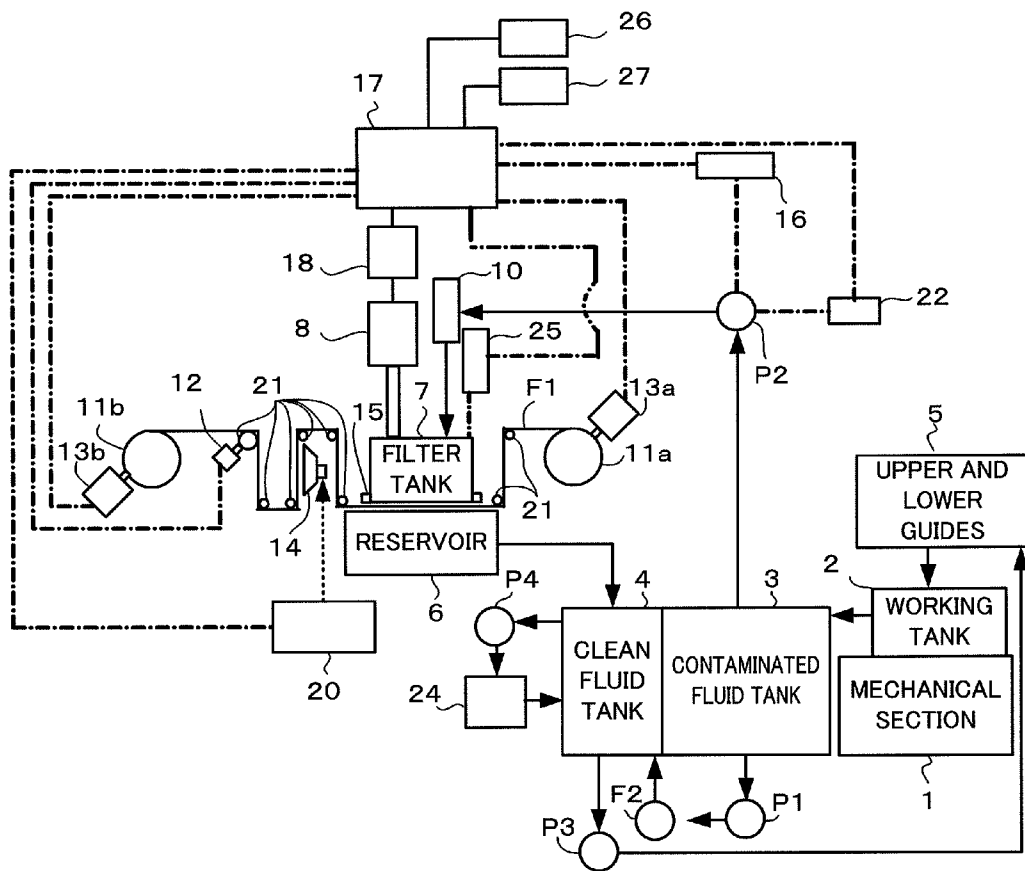 26
27
17
16
18
10
22
8
25
P2
12
21
15
7
F1
13a
5
11b
13b
FILTER
TANK
11a
UPPER AND
LOWER
GUIDES
14
21
RESERVOIR
6
P4
4
3
2
WORKING
TANK
20
24
CLEAN
FLUID
TANK
CONTAMINATED
FLUID TANK
MECHANICAL
SECTION
1
F2
P1
P3